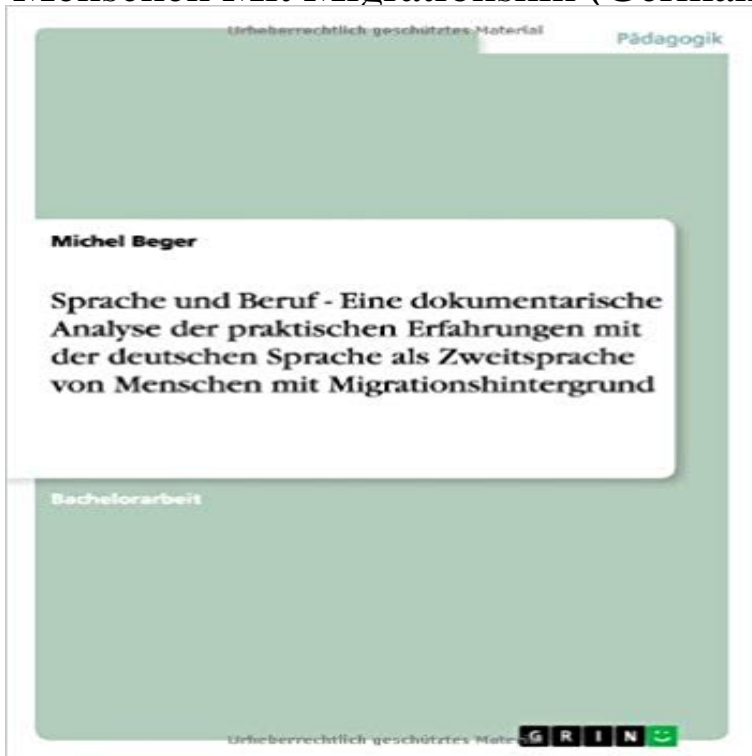 Menschen Mit Migrationshin (German
Urheberrechtlich geschütztes Material
Pädagogik
Michel Beger
Sprache und Beruf - Eine dokumentarische
Analyse der praktischen Erfahrungen mit
der deutschen Sprache als Zweitsprache
von Menschen mit Migrationshintergrund
Bachelorarbeit
Urheberrechtlich geschütztes Mate
GRIN